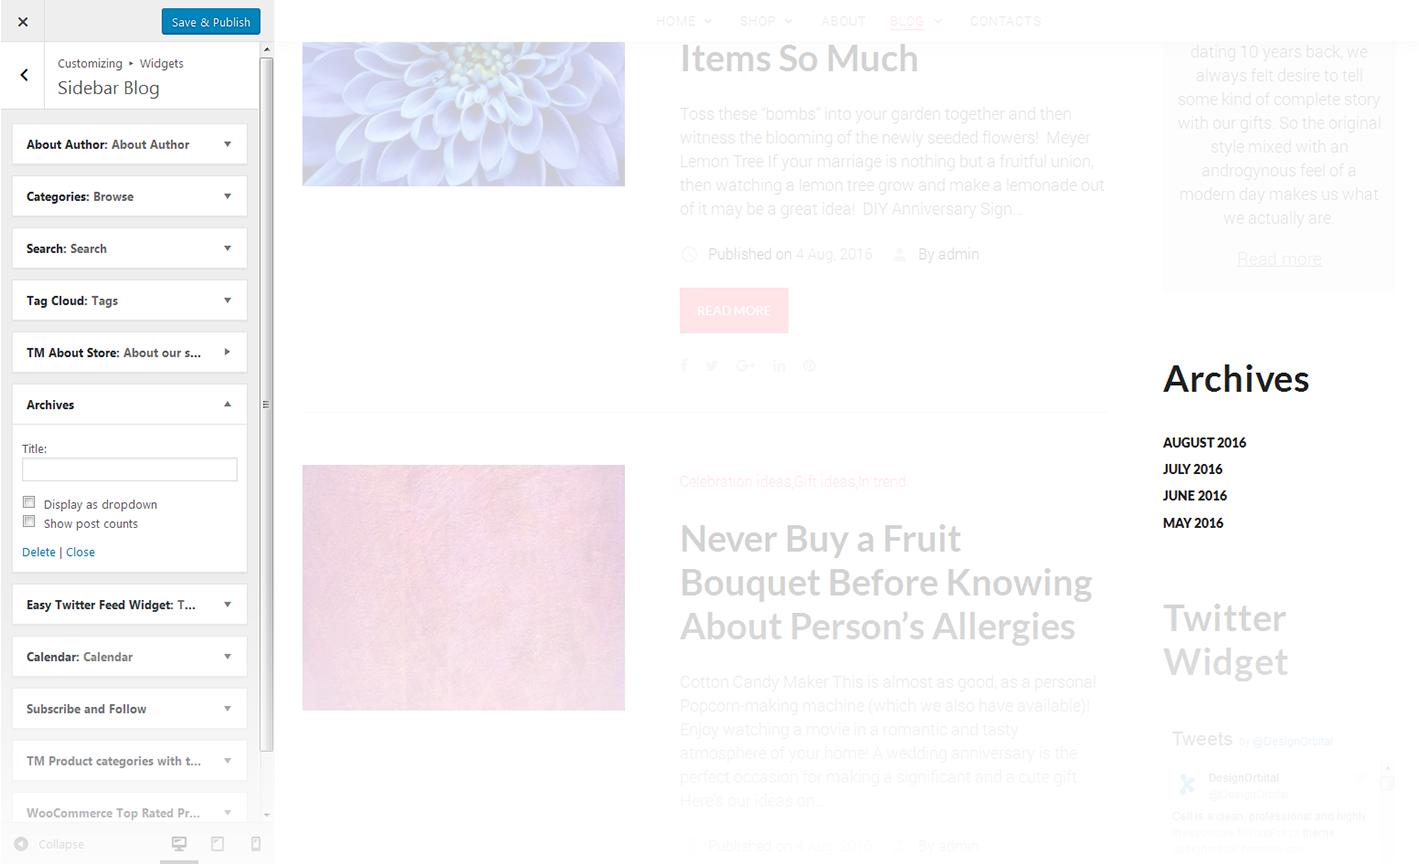 Save & Publish
Customizing ▸ Widgets
Sidebar Blog
About Author: About Author
Categories: Browse
Search: Search
Tag Cloud: Tags
TM About Store: About our s...
Archives
Title:
Display as dropdown
Show post counts
Delete | Close
Easy Twitter Feed Widget: T...
Calendar: Calendar
Subscribe and Follow
TM Product categories with t...
WooCommerce Top Rated Pr...
Collapse
HOME SHOP ABOUT BLOG CONTACTS
Items So Much
Toss these “bombs” into your garden together and then
witness the blooming of the newly seeded flowers! Meyer
Lemon Tree If your marriage is nothing but a fruitful union,
then watching a lemon tree grow and make a lemonade out
of it may be a great idea! DIY Anniversary Sign...
Published on 4 Aug, 2016 By admin
READ MORE
Celebration ideas,Gift ideas,In trend
Never Buy a Fruit
Bouquet Before Knowing
About Person’s Allergies
Cotton Candy Maker This is almost as good, as a personal
Popcorn-making machine (which we also have available)!
Enjoy watching a movie in a romantic and tasty
atmosphere of your home! A wedding anniversary is the
perfect occasion for making a significant and a cute gift.
Here’s our ideas on...
Published on 4 Aug, 2016 By admin
dating 10 years back, we
always felt desire to tell
some kind of complete story
with our gifts. So the original
style mixed with an
androgynous feel of a
modern day makes us what
we actually are.
Read more
Archives
AUGUST 2016
JULY 2016
JUNE 2016
MAY 2016
Twitter
Widget
Tweets by @DesignOrbital
DesignOrbital
@DesignOrbital
is a clean, professional and highly
theme